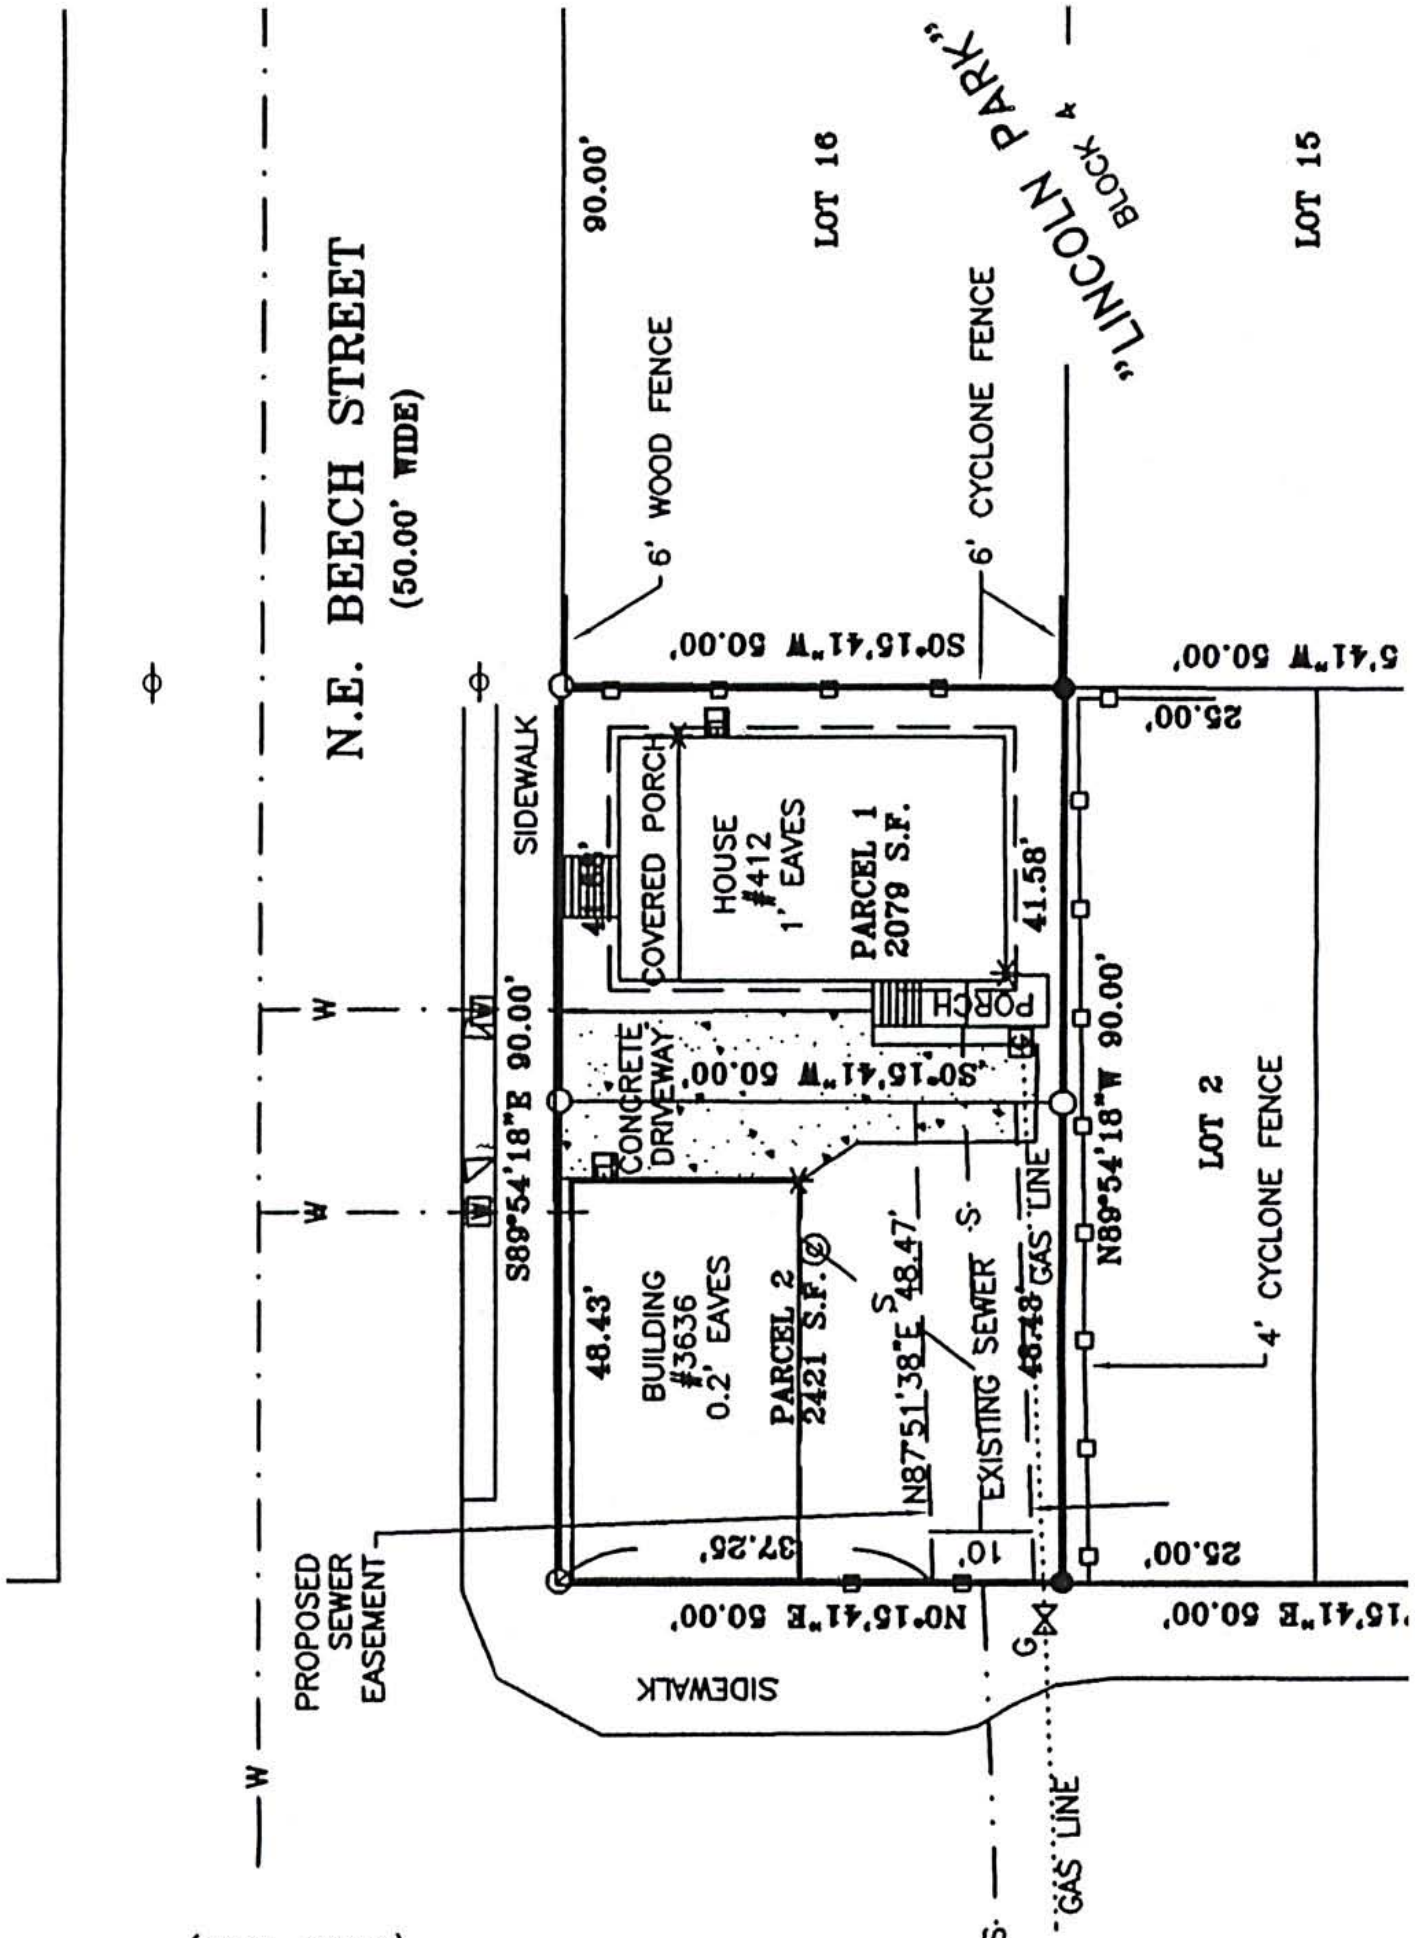 N.E. BEECH STREET
(50.00' WIDE)
W
W
W
W
W
SIDEWALK
S89°54'18"E 90.00'
90.00'
LOT 16
"LINCOLN PARK"
BLOCK 4
LOT 15
6' WOOD FENCE
6' CYCLONE FENCE
S0°15'41"W 50.00'
5'41"W 50.00'
25.00'
COVERED PORCH
HOUSE
#412
1' EAVES
PARCEL 1
2079 S.F.
41.58'
PORCH
G
CONCRETE
DRIVEWAY
S0°15'41"W 50.00'
48.43'
BUILDING
#3636
0.2' EAVES
PARCEL 2
2421 S.F.
S
N87°51'38"E 48.47'
S
EXISTING SEWER
48.43'
GAS LINE
N89°54'18"W 90.00'
LOT 2
4' CYCLONE FENCE
PROPOSED
SEWER
EASEMENT
37.25'
10'
25.00'
N0°15'41"E 50.00'
°15'41"E 50.00'
G
SIDEWALK
S
GAS LINE